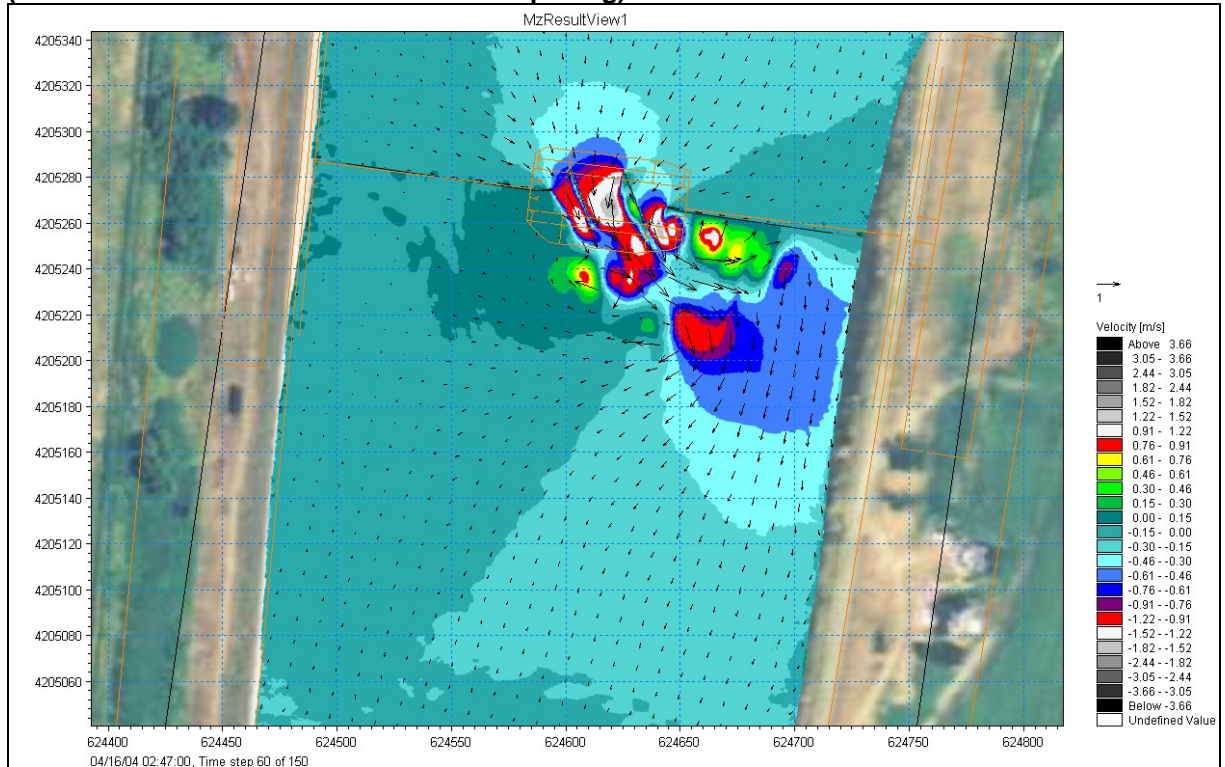 MzResultView1
4205340
4205320
4205300
4205280
4205260
4205240
4205220
4205200
4205180
4205160
4205140
4205120
4205100
4205080
4205060
624400 624450 624500 624550 624600 624650 624700 624750 624800
04/16/04 02:47:00, Time step 60 of 150
1
Velocity [m/s]
Above 3.66
3.05 - 3.66
2.44 - 3.05
1.82 - 2.44
1.52 - 1.82
1.22 - 1.52
0.91 - 1.22
0.76 - 0.91
0.61 - 0.76
0.46 - 0.61
0.30 - 0.46
0.15 - 0.30
0.00 - 0.15
-0.15 - 0.00
-0.30 - -0.15
-0.46 - -0.30
-0.61 - -0.46
-0.76 - -0.61
-0.91 - -0.76
-1.22 - -0.91
-1.52 - -1.22
-1.82 - -1.52
-2.44 - -1.82
-3.05 - -2.44
-3.66 - -3.05
Below -3.66
Undefined Value